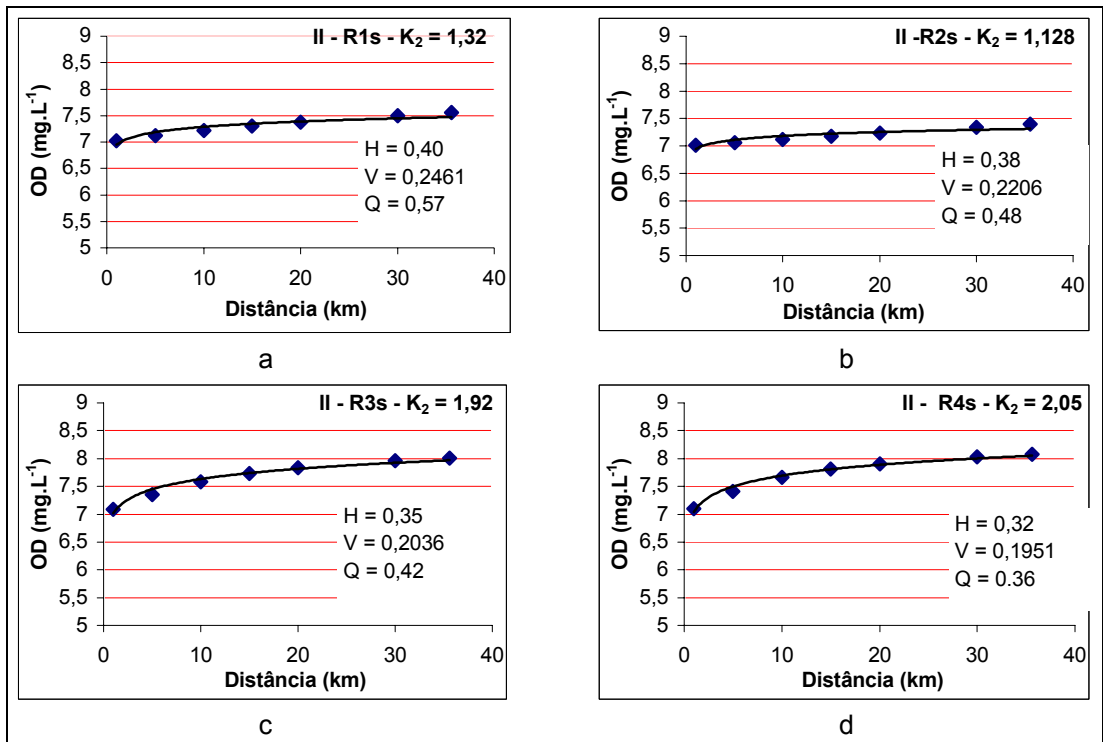 II - R1s - K2 = 1,32
OD (mg.L-1)
9
8,5
8
7,5
7
6,5
6
5,5
5
H = 0,40
V = 0,2461
Q = 0,57
0 10 20 30 40
Distância (km)
a
II -R2s - K2 = 1,128
OD (mg.L-1)
9
8,5
8
7,5
7
6,5
6
5,5
5
H = 0,38
V = 0,2206
Q = 0,48
0 10 20 30 40
Distância (km)
b
II - R3s - K2 = 1,92
OD (mg.L-1)
9
8,5
8
7,5
7
6,5
6
5,5
5
H = 0,35
V = 0,2036
Q = 0,42
0 10 20 30 40
Distância (km)
c
II - R4s - K2 = 2,05
OD (mg.L-1)
9
8,5
8
7,5
7
6,5
6
5,5
5
H = 0,32
V = 0,1951
Q = 0.36
0 10 20 30 40
Distância (km)
d